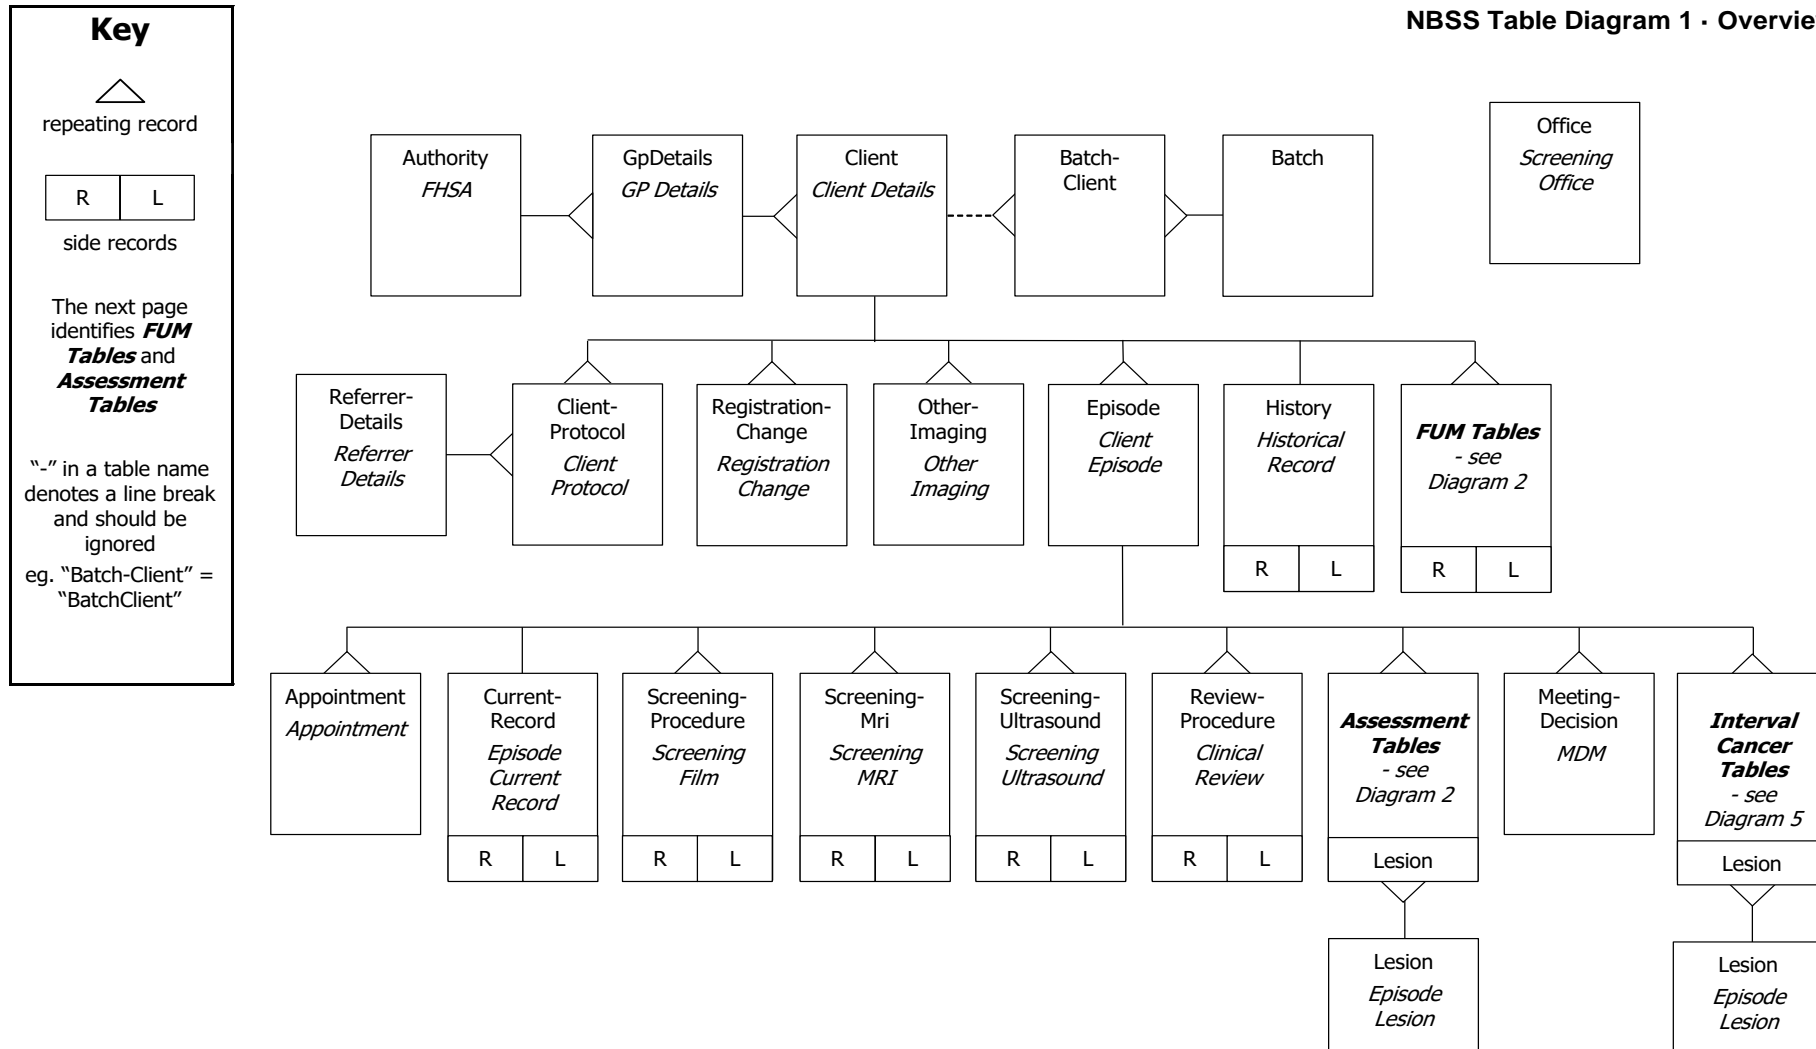 NBSS Table Diagram 1 - Overvie
Key
repeating record
R L
side records
The next page
identifies FUM
Tables and
Assessment
Tables
"-" in a table name
denotes a line break
and should be
ignored
eg. "Batch-Client" =
"BatchClient"
Authority
FHSA
GpDetails
GP Details
Client
Client Details
Batch-
Client
Batch
Office
Screening
Office
Referrer-
Details
Referrer
Details
Client-
Protocol
Client
Protocol
Registration-
Change
Registration
Change
Other-
Imaging
Other
Imaging
Episode
Client
Episode
History
Historical
Record
R L
FUM Tables
- see
Diagram 2
R L
Appointment
Appointment
Current-
Record
Episode
Current
Record
R L
Screening-
Procedure
Screening
Film
R L
Screening-
Mri
Screening
MRI
R L
Screening-
Ultrasound
Screening
Ultrasound
R L
Review-
Procedure
Clinical
Review
R L
Assessment
Tables
- see
Diagram 2
Lesion
Lesion
Episode
Lesion
Meeting-
Decision
MDM
Interval
Cancer
Tables
- see
Diagram 5
Lesion
Lesion
Episode
Lesion